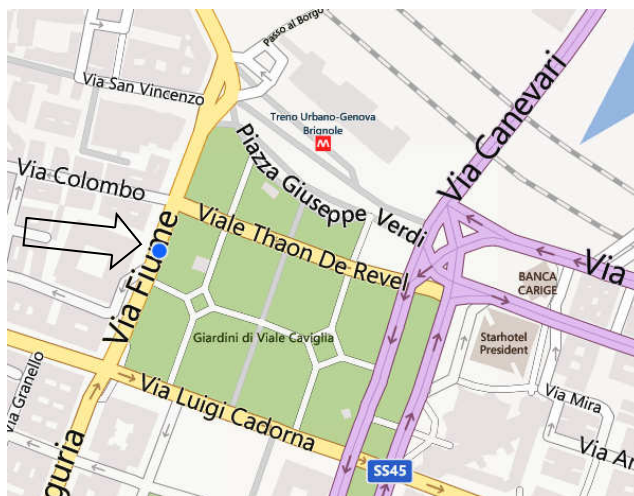 Passo al Borgo I
Via San Vincenzo
Treno Urbano-Genova
Brignole
M
Via Canevari
Piazza Giuseppe Verdi
Via Colombo
Viale Thaon De Revel
Via Fiume
Via
BANCA
CARIGE
Starhotel
President
Giardini di Viale Caviglia
Via Granello
Via Luigi Cadorna
Via Mira
Via Ar
SS45
guria